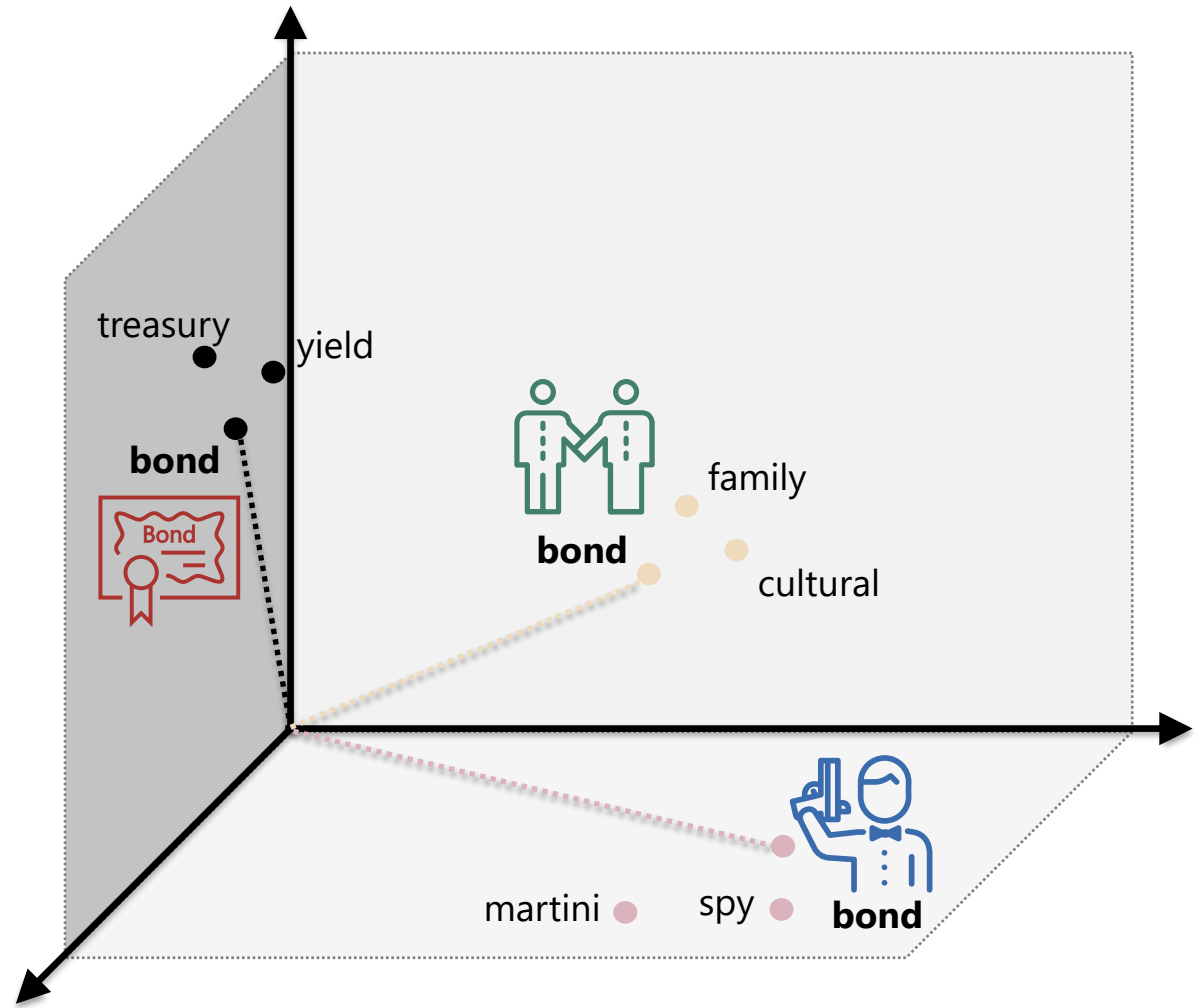 treasury
yield
bond
Bond
family
bond
cultural
martini
spy
bond